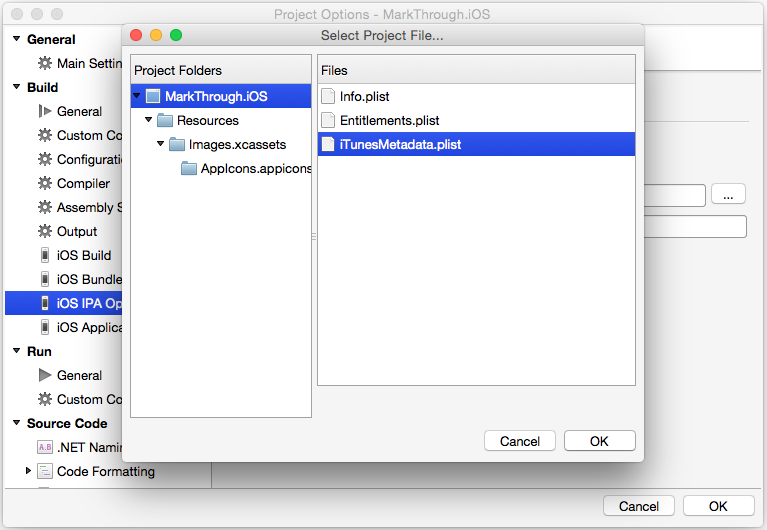 Project Options - MarkThrough.iOS
General
Main Settin
Build
General
Custom Co
Configuratio
Compiler
Assembly S
Output
iOS Build
iOS Bundle
iOS IPA Op
iOS Applica
Run
General
Custom Co
Source Code
A.B .NET Namin
Code Formatting
Select Project File...
Project Folders
MarkThrough.iOS
Resources
Images.xcassets
AppIcons.appicons
Files
Info.plist
Entitlements.plist
iTunesMetadata.plist
Cancel OK
...
Cancel OK